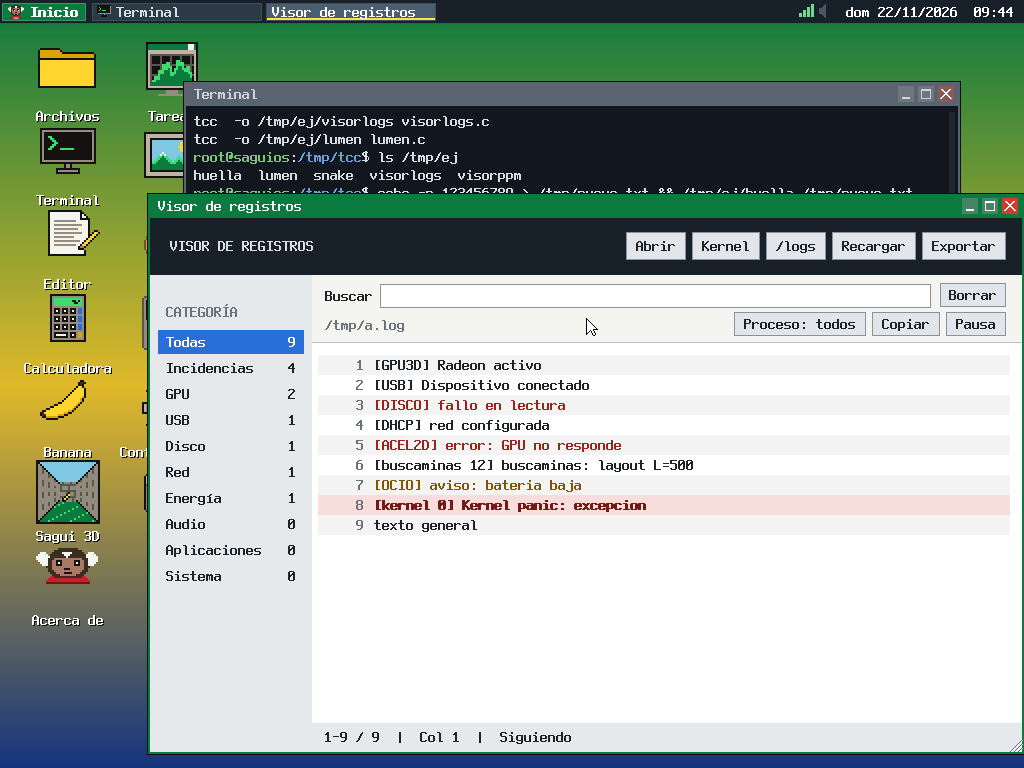 Inicio Terminal Visor de registros dom 22/11/2026 09:44
Archivos
Terminal
Editor
Calculadora
Banana
Sagui 3D
Acerca de
Terminal
tcc -o /tmp/ej/visorlogs visorlogs.c
tcc -o /tmp/ej/lumen lumen.c
root@saguios:/tmp/tcc$ ls /tmp/ej
huella lumen snake visorlogs visorppm
Visor de registros
VISOR DE REGISTROS
Abrir Kernel /logs Recargar Exportar
Buscar Borrar
/tmp/a.log Proceso: todos Copiar Pausa
CATEGORÍA
Todas 9
Incidencias 4
GPU 2
USB 1
Disco 1
Red 1
Energía 1
Audio 0
Aplicaciones 0
Sistema 0
1 [GPU3D] Radeon activo
2 [USB] Dispositivo conectado
3 [DISCO] fallo en lectura
4 [DHCP] red configurada
5 [ACEL2D] error: GPU no responde
6 [buscaminas 12] buscaminas: layout L=500
7 [OCIO] aviso: bateria baja
8 [kernel 0] Kernel panic: excepcion
9 texto general
1-9 / 9 | Col 1 | Siguiendo